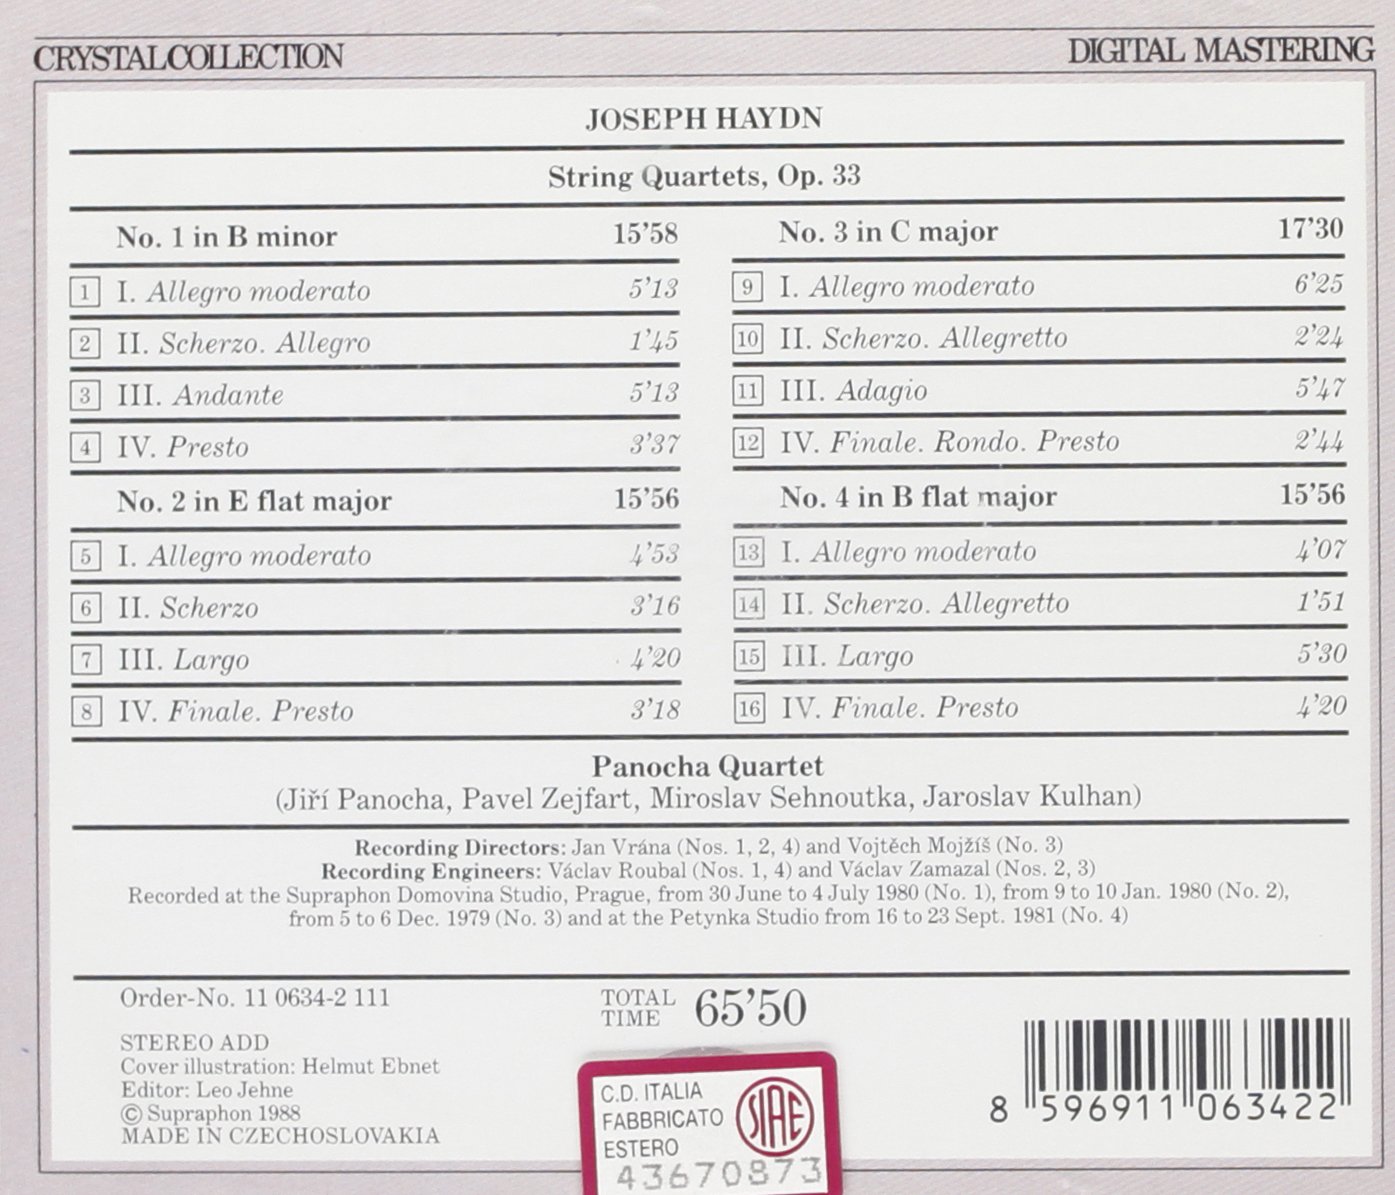 CRYSTALCOLLECTION
DIGITAL MASTERING
JOSEPH HAYDN
String Quartets, Op. 33
No. 1 in B minor 15’58
1 I. Allegro moderato 5’13
2 II. Scherzo. Allegro 1’45
3 III. Andante 5’13
4 IV. Presto 3’37
No. 2 in E flat major 15’56
5 I. Allegro moderato 4’53
6 II. Scherzo 3’16
7 III. Largo 4’20
8 IV. Finale. Presto 3’18
No. 3 in C major 17’30
9 I. Allegro moderato 6’25
10 II. Scherzo. Allegretto 2’24
11 III. Adagio 5’47
12 IV. Finale. Rondo. Presto 2’44
No. 4 in B flat major 15’56
13 I. Allegro moderato 4’07
14 II. Scherzo. Allegretto 1’51
15 III. Largo 5’30
16 IV. Finale. Presto 4’20
Panocha Quartet
(Jiří Panocha, Pavel Zejfart, Miroslav Sehnoutka, Jaroslav Kulhan)
Recording Directors: Jan Vrána (Nos. 1, 2, 4) and Vojtěch Mojžíš (No. 3)
Recording Engineers: Václav Roubal (Nos. 1, 4) and Václav Zamazal (Nos. 2, 3)
Recorded at the Supraphon Domovina Studio, Prague, from 30 June to 4 July 1980 (No. 1), from 9 to 10 Jan. 1980 (No. 2),
from 5 to 6 Dec. 1979 (No. 3) and at the Petynka Studio from 16 to 23 Sept. 1981 (No. 4)
Order-No. 11 0634-2 111
TOTAL TIME 65’50
STEREO ADD
Cover illustration: Helmut Ebnet
Editor: Leo Jehne
© Supraphon 1988
MADE IN CZECHOSLOVAKIA
C.D. ITALIA
FABBRICATO
ESTERO
SIAE
43670873
8 596911 063422